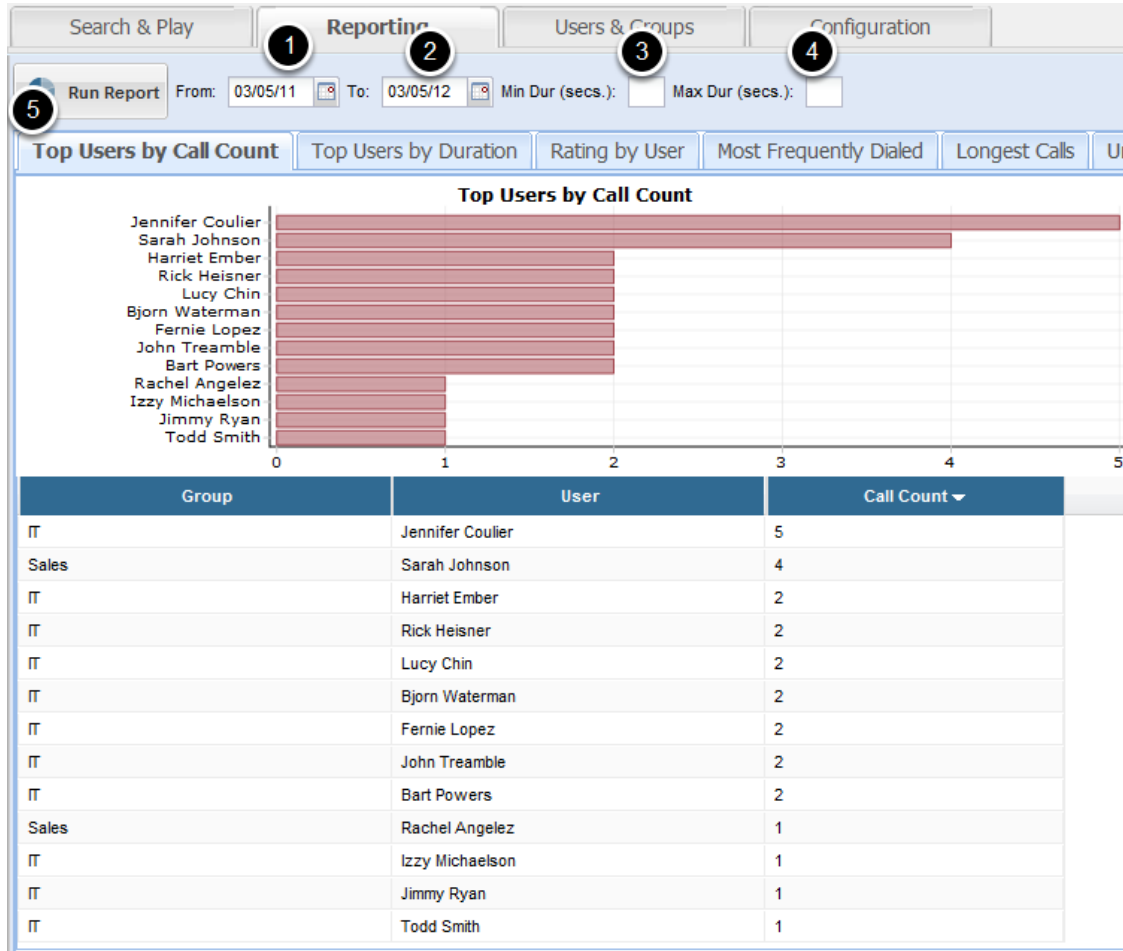 Search & Play Reporting Users & Groups Configuration
1 2 3 4
5 Run Report From: 03/05/11 To: 03/05/12 Min Dur (secs.): Max Dur (secs.):
Top Users by Call Count Top Users by Duration Rating by User Most Frequently Dialed Longest Calls
Top Users by Call Count
Jennifer Coulier
Sarah Johnson
Harriet Ember
Rick Heisner
Lucy Chin
Bjorn Waterman
Fernie Lopez
John Treamble
Bart Powers
Rachel Angelez
Izzy Michaelson
Jimmy Ryan
Todd Smith
0 1 2 3 4 5
Group User Call Count
IT Jennifer Coulier 5
Sales Sarah Johnson 4
IT Harriet Ember 2
IT Rick Heisner 2
IT Lucy Chin 2
IT Bjorn Waterman 2
IT Fernie Lopez 2
IT John Treamble 2
IT Bart Powers 2
Sales Rachel Angelez 1
IT Izzy Michaelson 1
IT Jimmy Ryan 1
IT Todd Smith 1